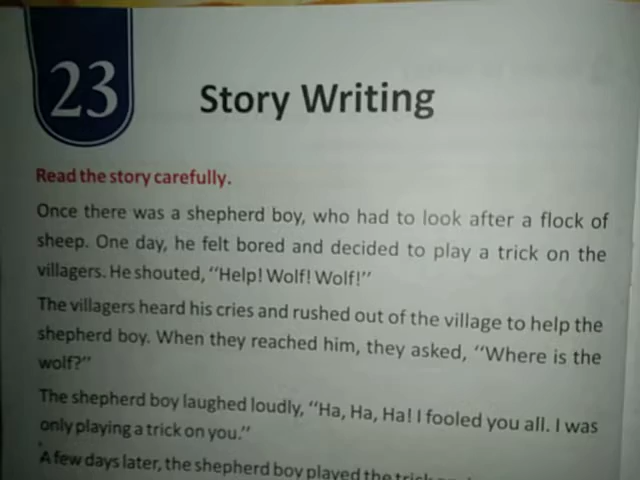 23
Story Writing
Read the story carefully.
Once there was a shepherd boy, who had to look after a flock of
sheep. One day, he felt bored and decided to play a trick on the
villagers. He shouted, “Help! Wolf! Wolf!”
The villagers heard his cries and rushed out of the village to help the
shepherd boy. When they reached him, they asked, “Where is the
wolf?”
The shepherd boy laughed loudly, “Ha, Ha, Ha! I fooled you all. I was
only playing a trick on you.”
A few days later, the shepherd boy played the trick